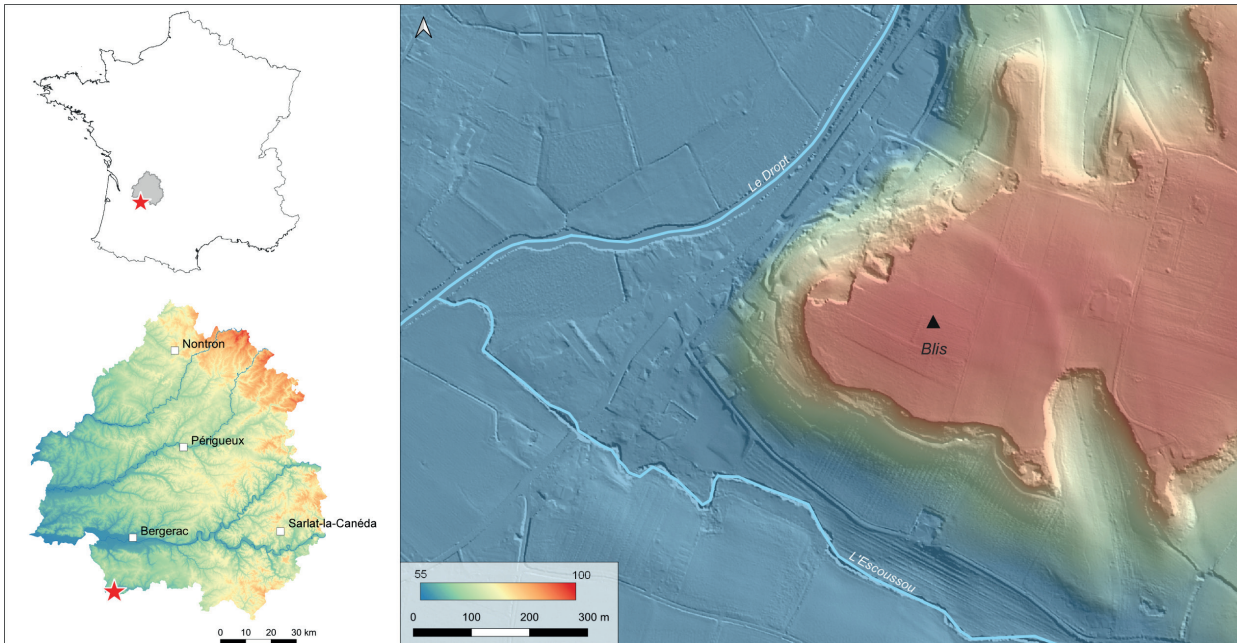 Nontron
Périgueux
Bergerac
Sarlat-la-Canéda
0 10 20 30 km
Le Dropt
Blis
L'Escoussou
55 100
0 100 200 300 m